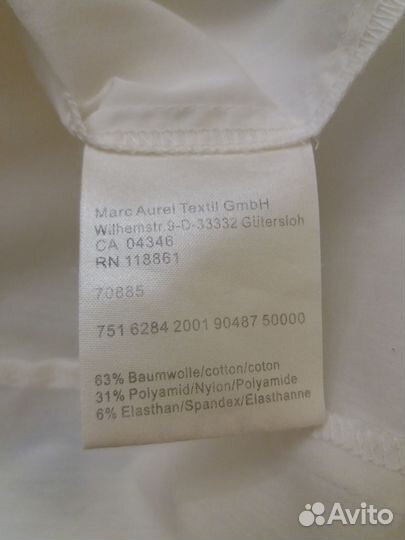 Marc Aurel Textil GmbH
Wilhemstr.9-D-33332 Gütersloh
CA 04346
RN 118861
70885
751 6284 2001 90487 50000
63% Baumwolle/cotton/coton
31% Polyamid/Nylon/Polyamide
6% Elasthan/Spandex/Elasthanne
Avito